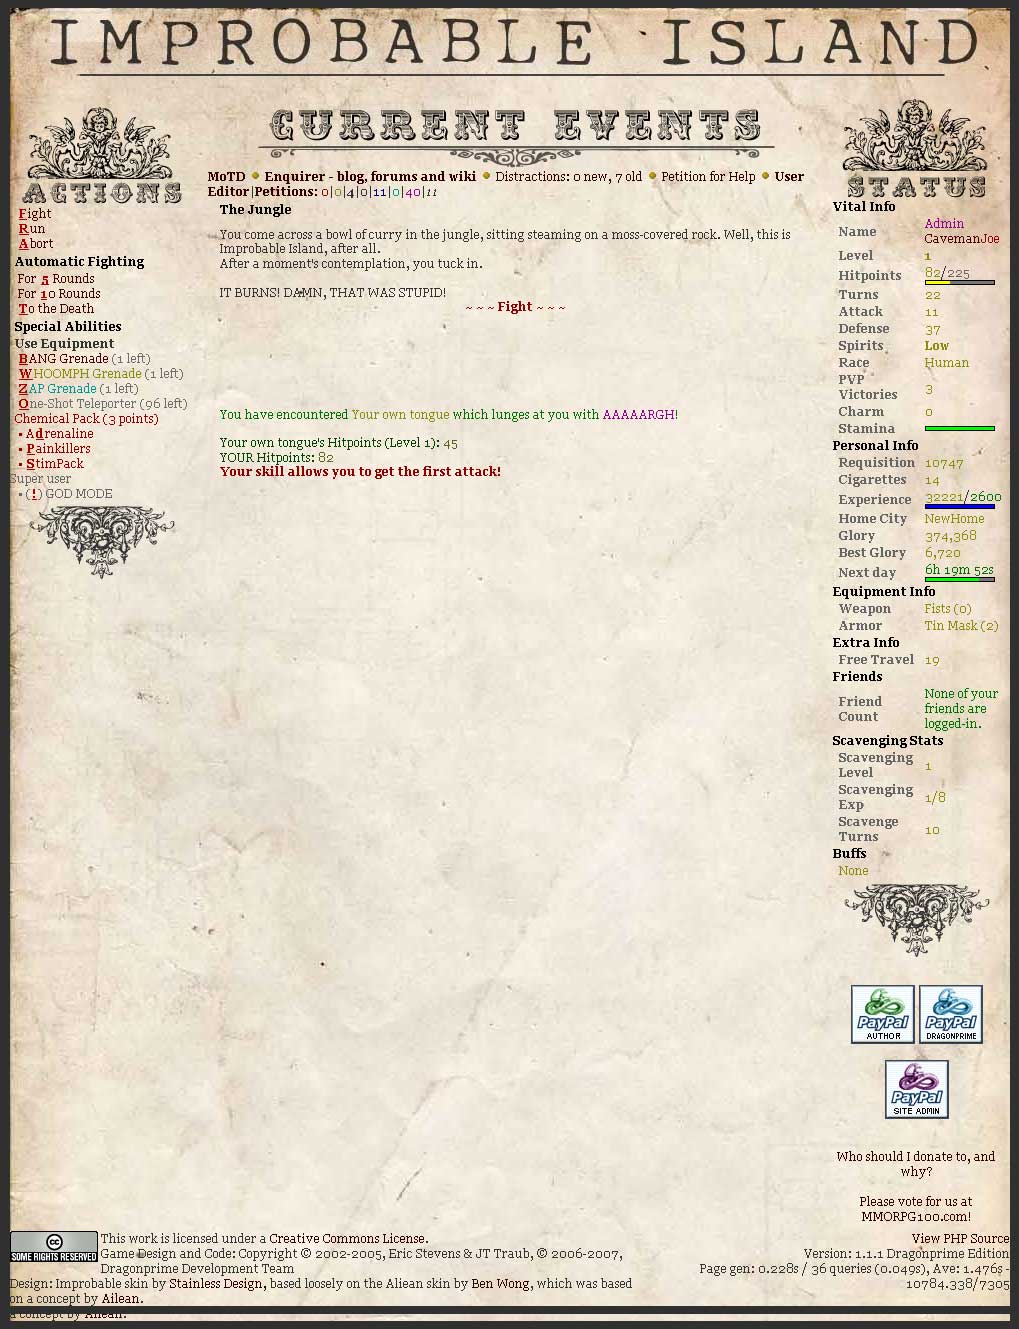 IMPROBABLE ISLAND
ACTIONS
Fight
Run
Abort
Automatic Fighting
For 5 Rounds
For 10 Rounds
To the Death
Special Abilities
Use Equipment
BANG Grenade (1 left)
WHOOMPH Grenade (1 left)
ZAP Grenade (1 left)
One-Shot Teleporter (96 left)
Chemical Pack (3 points)
• Adrenaline
• Painkillers
• StimPack
Super user
• (!) GOD MODE
CURRENT EVENTS
MoTD Enquirer - blog, forums and wiki Distractions: 0 new, 7 old Petition for Help User
Editor|Petitions: 0|0|4|0|11|0|40|11
The Jungle
You come across a bowl of curry in the jungle, sitting steaming on a moss-covered rock. Well, this is
Improbable Island, after all.
After a moment's contemplation, you tuck in.
IT BURNS! DAMN, THAT WAS STUPID!
~ ~ ~ Fight ~ ~ ~
You have encountered Your own tongue which lunges at you with AAAAARGH!
Your own tongue's Hitpoints (Level 1): 45
YOUR Hitpoints: 82
Your skill allows you to get the first attack!
STATUS
Vital Info
Name Admin
CavemanJoe
Level 1
Hitpoints 82/225
Turns 22
Attack 11
Defense 37
Spirits Low
Race Human
PVP
Victories 3
Charm 0
Stamina
Personal Info
Requisition 10747
Cigarettes 14
Experience 32221/2600
Home City NewHome
Glory 374,368
Best Glory 6,720
Next day 6h 19m 52s
Equipment Info
Weapon Fists (0)
Armor Tin Mask (2)
Extra Info
Free Travel 19
Friends
Friend
Count
None of your
friends are
logged-in.
Scavenging Stats
Scavenging
Level 1
Scavenging
Exp 1/8
Scavenge
Turns 10
Buffs
None
PayPal
AUTHOR
PayPal
DRAGONPRIME
PayPal
SITE ADMIN
Who should I donate to, and
why?
Please vote for us at
MMORPG100.com!
cc
SOME RIGHTS RESERVED
This work is licensed under a Creative Commons License.
Game Design and Code: Copyright © 2002-2005, Eric Stevens & JT Traub, © 2006-2007,
Dragonprime Development Team
Design: Improbable skin by Stainless Design, based loosely on the Aliean skin by Ben Wong, which was based
on a concept by Ailean.
a concept by Ailean.
View PHP Source
Version: 1.1.1 Dragonprime Edition
Page gen: 0.228s / 36 queries (0.049s), Ave: 1.476s -
10784.338/7305